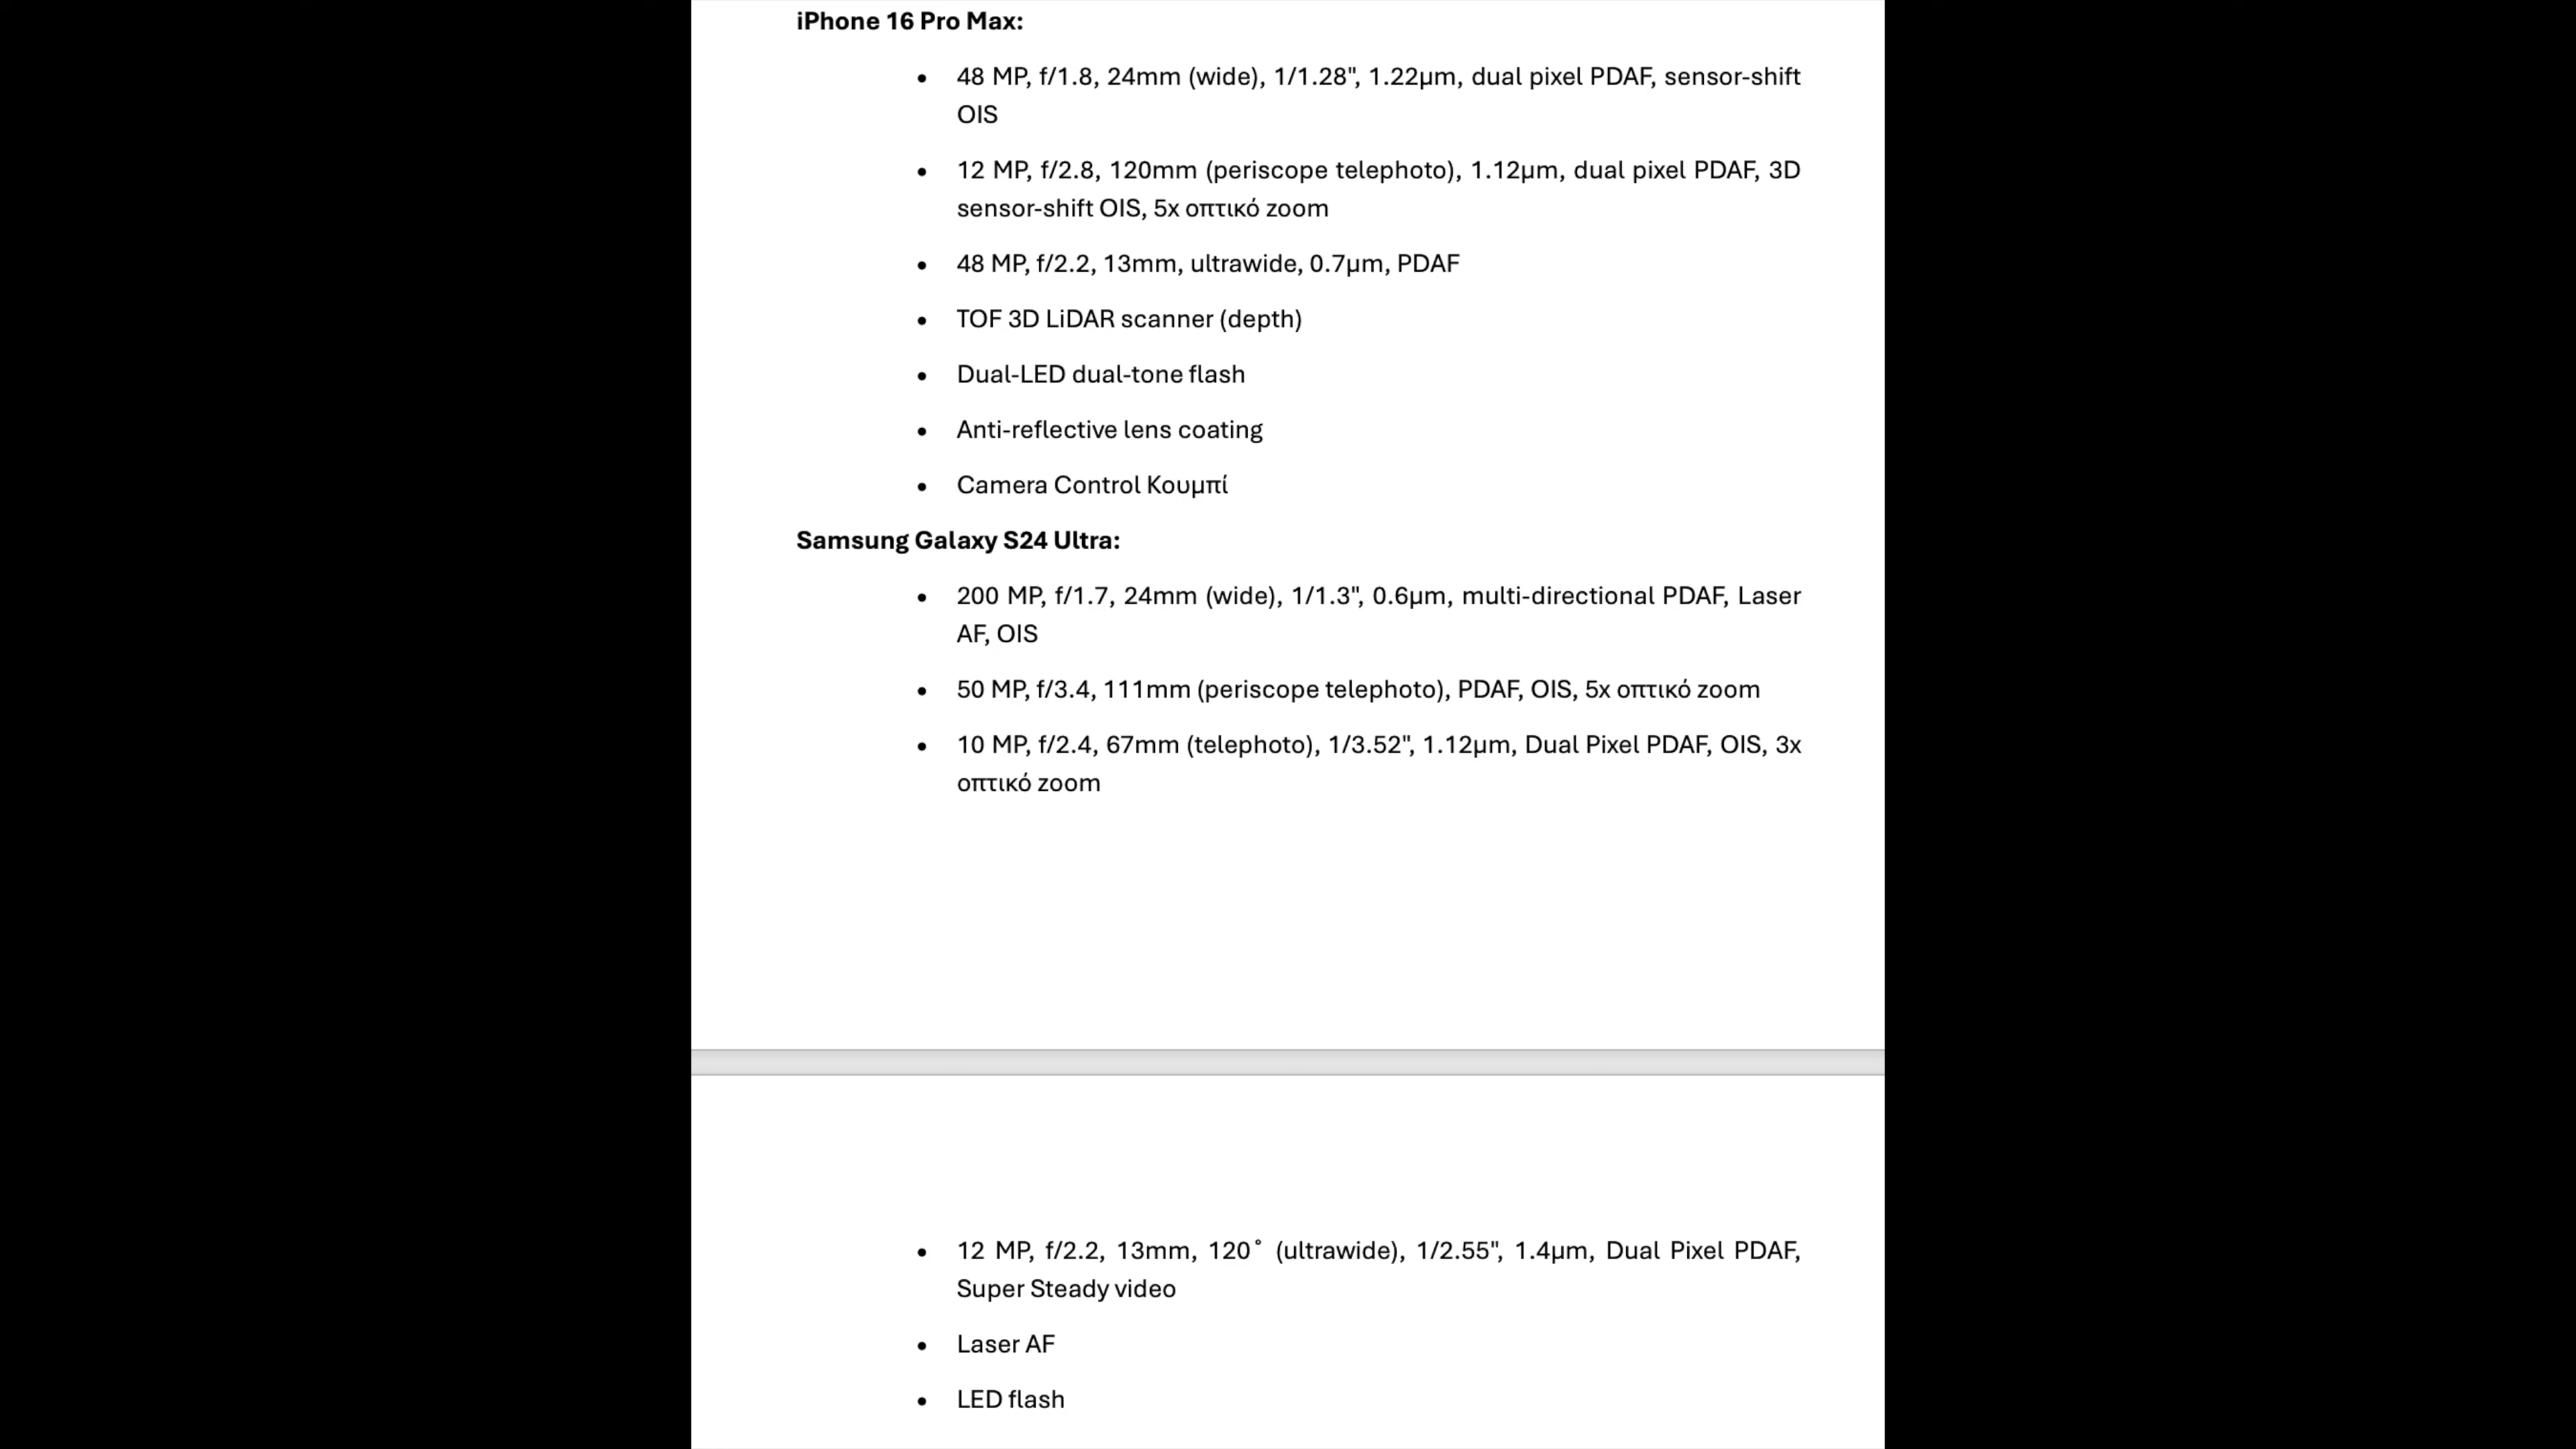 iPhone 16 Pro Max:
• 48 MP, f/1.8, 24mm (wide), 1/1.28", 1.22μm, dual pixel PDAF, sensor-shift
OIS
• 12 MP, f/2.8, 120mm (periscope telephoto), 1.12μm, dual pixel PDAF, 3D
sensor-shift OIS, 5x οπτικό zoom
• 48 MP, f/2.2, 13mm, ultrawide, 0.7μm, PDAF
• TOF 3D LiDAR scanner (depth)
• Dual-LED dual-tone flash
• Anti-reflective lens coating
• Camera Control Κουμπί
Samsung Galaxy S24 Ultra:
• 200 MP, f/1.7, 24mm (wide), 1/1.3", 0.6μm, multi-directional PDAF, Laser
AF, OIS
• 50 MP, f/3.4, 111mm (periscope telephoto), PDAF, OIS, 5x οπτικό zoom
• 10 MP, f/2.4, 67mm (telephoto), 1/3.52", 1.12μm, Dual Pixel PDAF, OIS, 3x
οπτικό zoom
• 12 MP, f/2.2, 13mm, 120˚ (ultrawide), 1/2.55", 1.4μm, Dual Pixel PDAF,
Super Steady video
• Laser AF
• LED flash